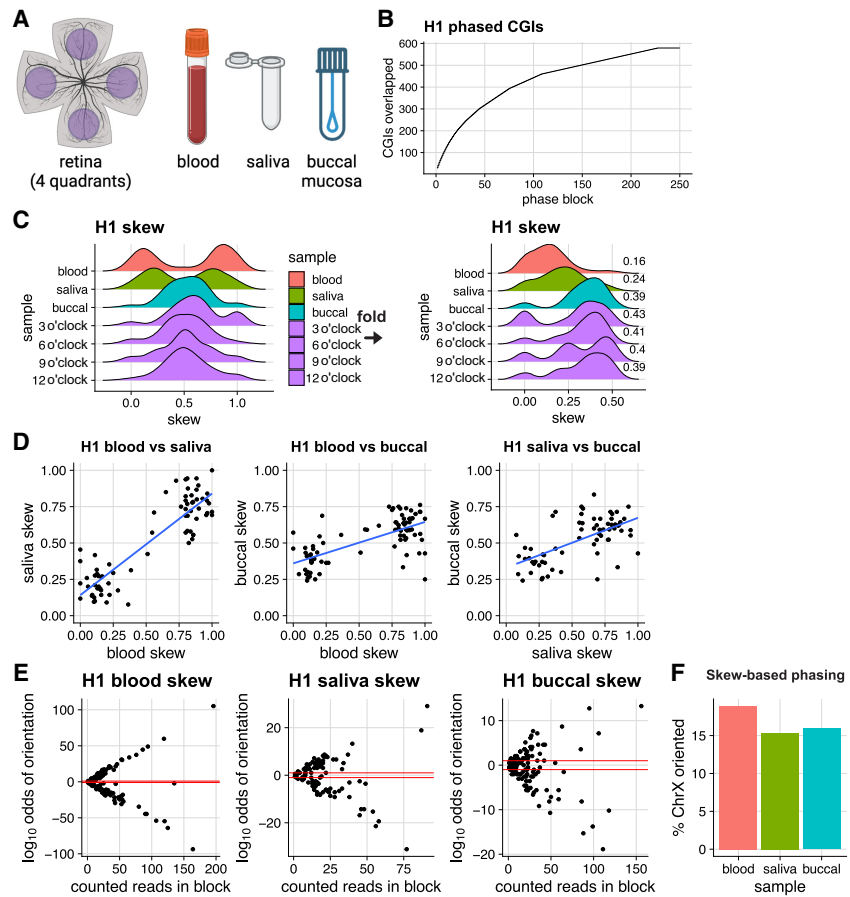 A
retina
(4 quadrants)
blood
saliva
buccal
mucosa
B
H1 phased CGIs
CGIs overlapped
600
500
400
300
200
100
0
50
100
150
200
250
phase block
C
H1 skew
sample
blood
saliva
buccal
3 o'clock
6 o'clock
9 o'clock
12 o'clock
0.0
0.5
1.0
skew
sample
blood
saliva
buccal
3 o'clock
6 o'clock
9 o'clock
12 o'clock
fold
H1 skew
sample
blood
saliva
buccal
3 o'clock
6 o'clock
9 o'clock
12 o'clock
0.16
0.24
0.39
0.43
0.41
0.4
0.39
0.00
0.25
0.50
skew
D
H1 blood vs saliva
saliva skew
1.00
0.75
0.50
0.25
0.00
0.00
0.25
0.50
0.75
1.00
blood skew
H1 blood vs buccal
buccal skew
1.00
0.75
0.50
0.25
0.00
0.00
0.25
0.50
0.75
1.00
blood skew
H1 saliva vs buccal
buccal skew
1.00
0.75
0.50
0.25
0.00
0.00
0.25
0.50
0.75
1.00
saliva skew
E
H1 blood skew
log10 odds of orientation
100
50
0
−50
−100
0
50
100
150
200
counted reads in block
H1 saliva skew
log10 odds of orientation
20
0
−20
0
25
50
75
counted reads in block
H1 buccal skew
log10 odds of orientation
10
0
−10
−20
0
50
100
150
counted reads in block
F
Skew-based phasing
% ChrX oriented
15
10
5
0
blood
saliva
buccal
sample